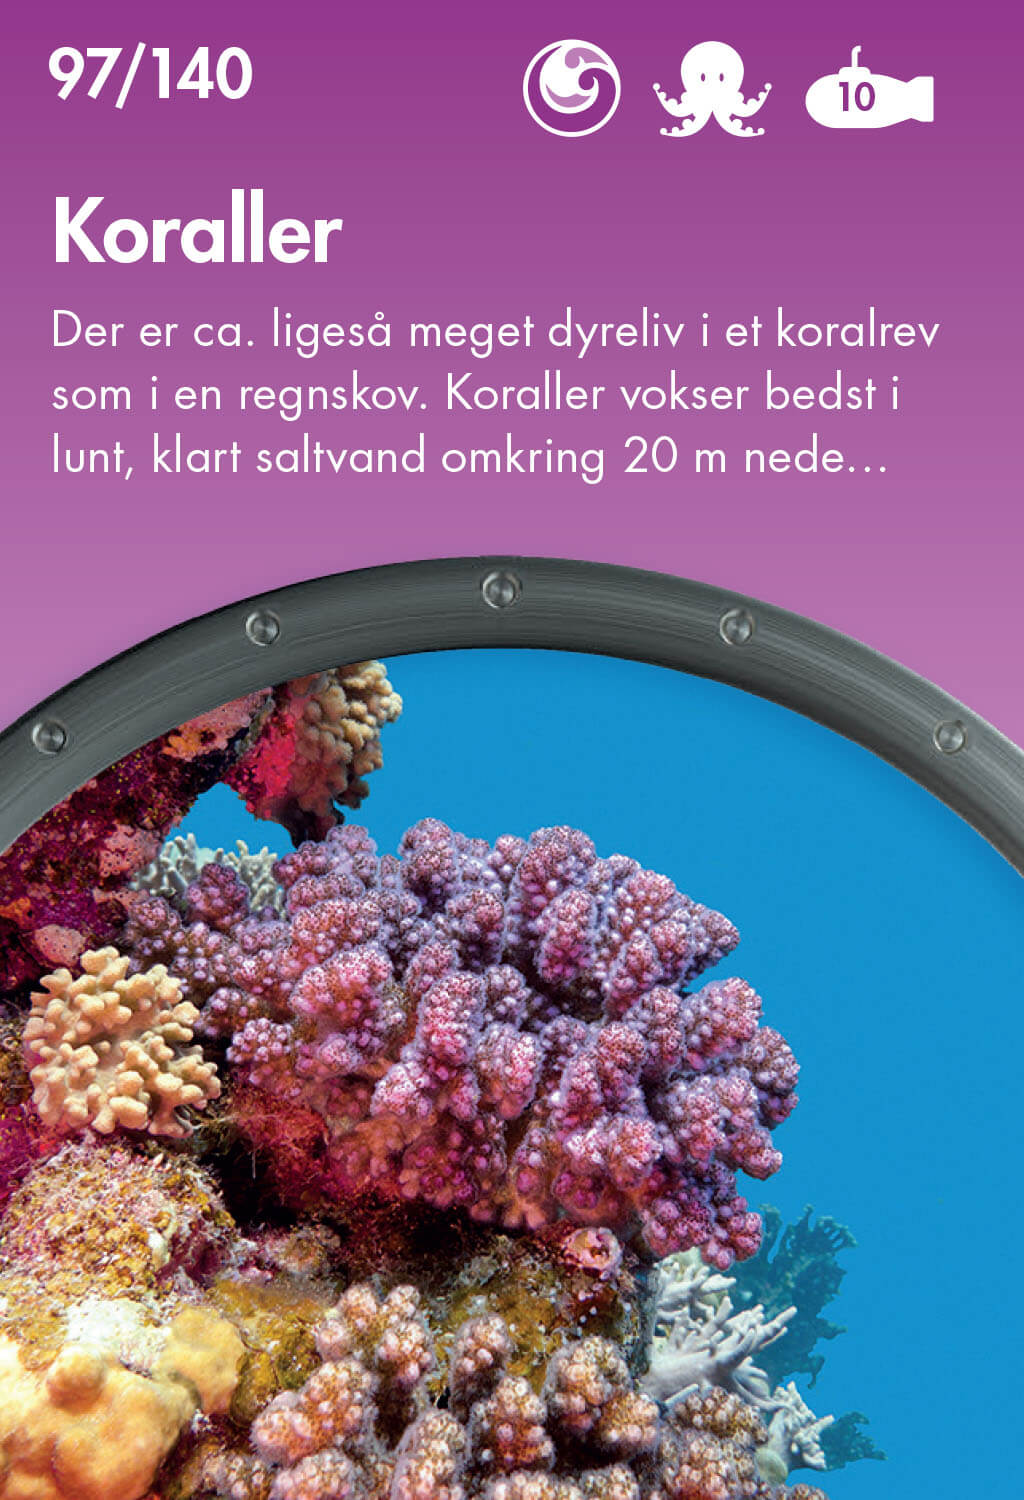 97/140
10
Koraller
Der er ca. ligeså meget dyreliv i et koralrev
som i en regnskov. Koraller vokser bedst i
lunt, klart saltvand omkring 20 m nede...